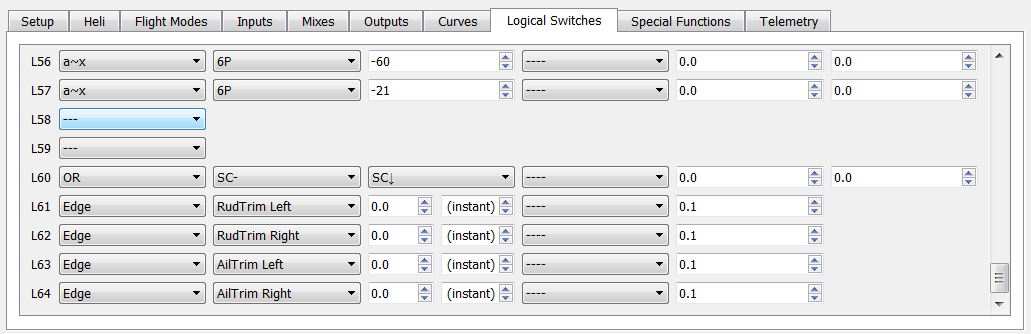 Setup Heli Flight Modes Inputs Mixes Outputs Curves Logical Switches Special Functions Telemetry
L56 a~x 6P -60 ---- 0.0 0.0
L57 a~x 6P -21 ---- 0.0 0.0
L58 ---
L59 ---
L60 OR SC- SC↓ ---- 0.0 0.0
L61 Edge RudTrim Left 0.0 (instant) ---- 0.1
L62 Edge RudTrim Right 0.0 (instant) ---- 0.1
L63 Edge AilTrim Left 0.0 (instant) ---- 0.1
L64 Edge AilTrim Right 0.0 (instant) ---- 0.1